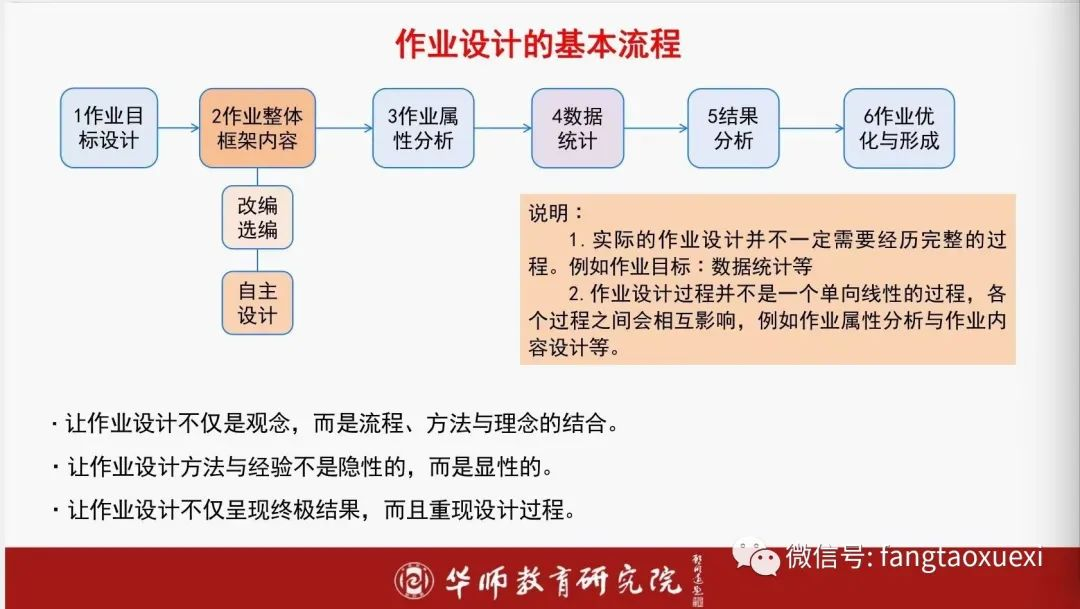 作业设计的基本流程
1作业目
标设计
2作业整体
框架内容
3作业属
性分析
4数据
统计
5结果
分析
6作业优
化与形成
改编
选编
自主
设计
说明：
1. 实际的作业设计并不一定需要经历完整的过
程。例如作业目标：数据统计等
2. 作业设计过程并不是一个单向线性的过程，各
个过程之间会相互影响，例如作业属性分析与作业内
容设计等。
·让作业设计不仅是观念，而是流程、方法与理念的结合。
·让作业设计方法与经验不是隐性的，而是显性的。
·让作业设计不仅呈现终极结果，而且重现设计过程。
华师教育研究院
微信号: fangtaoxuexi